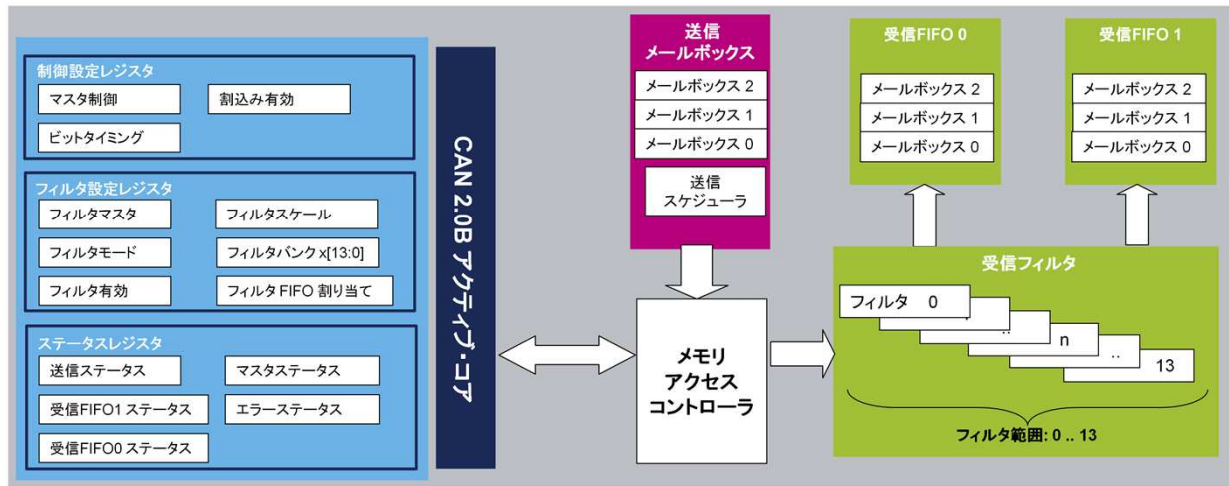 制御設定レジスタ
マスタ制御
割込み有効
ビットタイミング
フィルタ設定レジスタ
フィルタマスタ
フィルタスケール
フィルタモード
フィルタバンク x[13:0]
フィルタ有効
フィルタ FIFO 割り当て
ステータスレジスタ
送信ステータス
マスタステータス
受信FIFO1 ステータス
エラーステータス
受信FIFO0 ステータス
CAN 2.0B アクティブ・コア
送信
メールボックス
メールボックス 2
メールボックス 1
メールボックス 0
送信
スケジューラ
メモリ
アクセス
コントローラ
受信FIFO 0
メールボックス 2
メールボックス 1
メールボックス 0
受信FIFO 1
メールボックス 2
メールボックス 1
メールボックス 0
受信フィルタ
フィルタ 0
..
n
..
13
フィルタ範囲: 0 .. 13